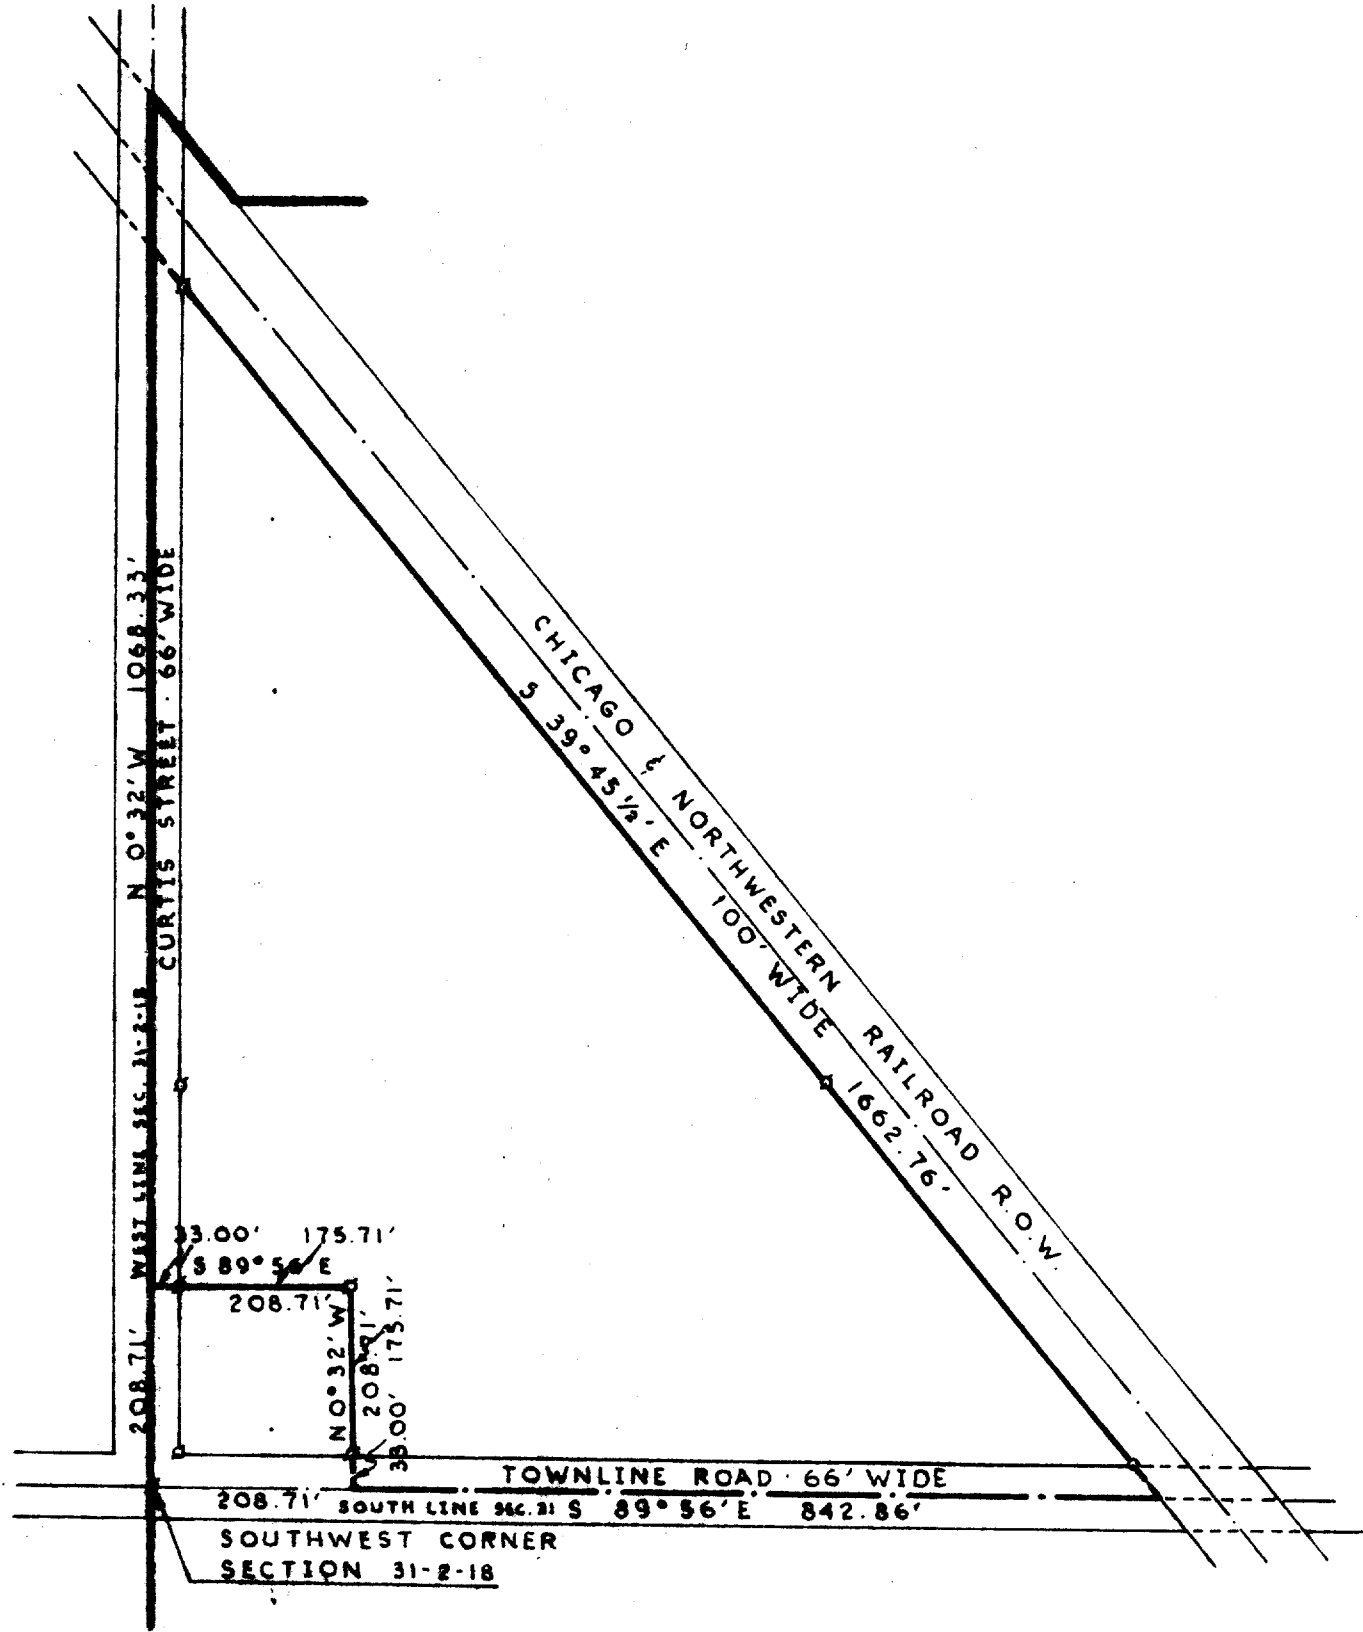 N 0° 32' W 1068.33'
CURTIS STREET · 66' WIDE
WEST LINE SEC. 31-2-18
208.71'
CHICAGO & NORTHWESTERN RAILROAD R.O.W.
S 39° 45 1/2' E 100' WIDE 1662.76'
33.00' 175.71'
S 89° 56' E
208.71'
N 0° 32' W
208.71'
33.00' 175.71'
TOWNLINE ROAD · 66' WIDE
208.71' SOUTH LINE SEC. 31 S 89° 56' E 842.86'
SOUTHWEST CORNER
SECTION 31-2-18